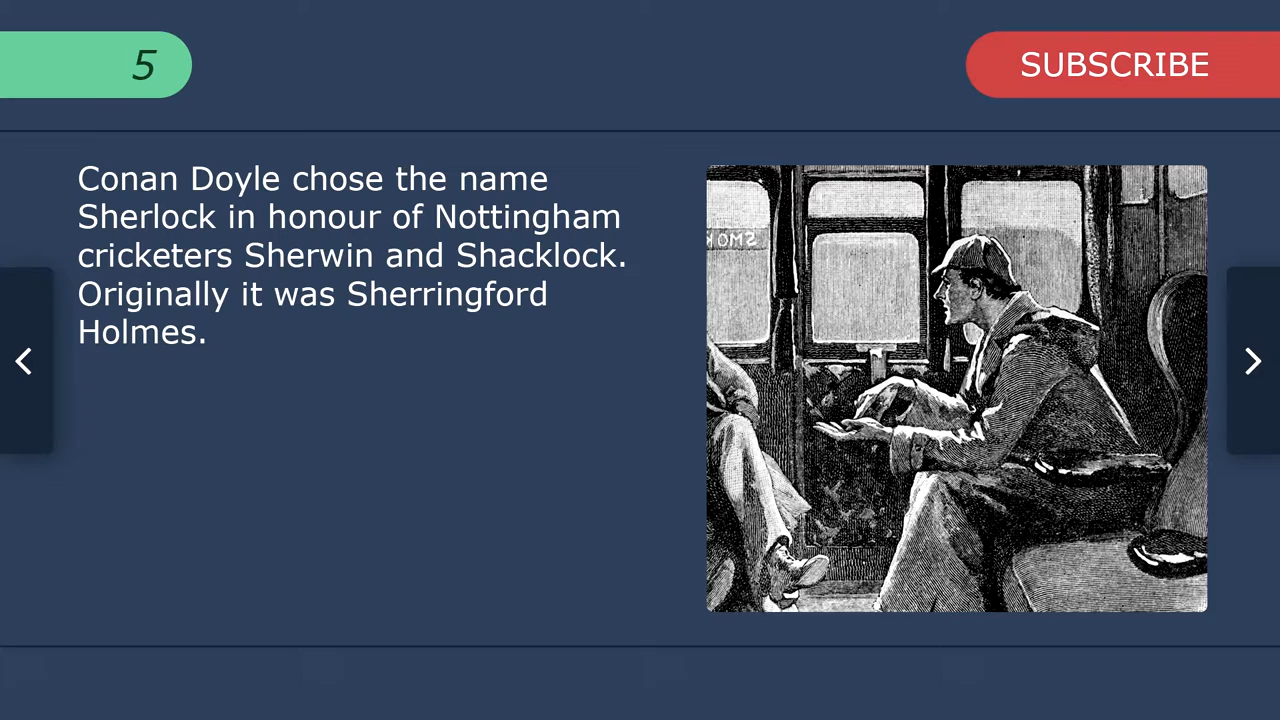 5
SUBSCRIBE
Conan Doyle chose the name
Sherlock in honour of Nottingham
cricketers Sherwin and Shacklock.
Originally it was Sherringford
Holmes.
SMOK